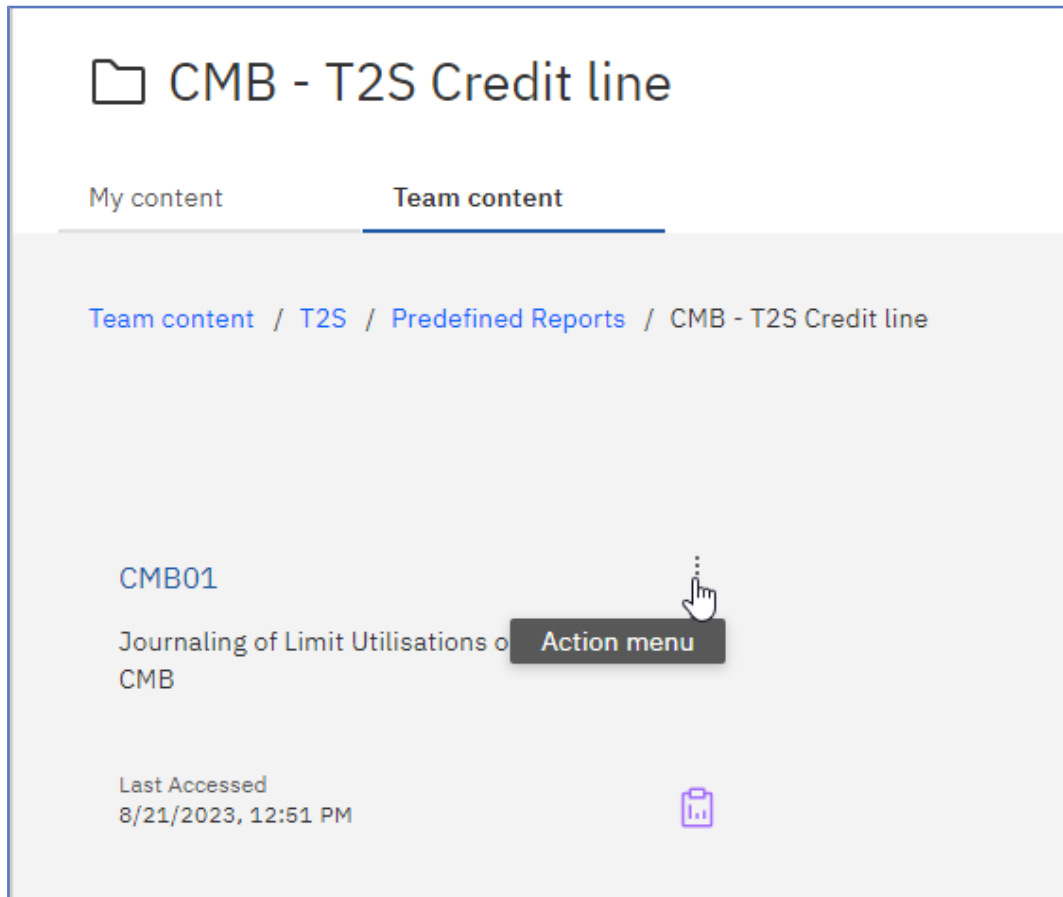 CMB - T2S Credit line
My content Team content
Team content / T2S / Predefined Reports / CMB - T2S Credit line
CMB01
Journaling of Limit Utilisations o
Action menu
CMB
Last Accessed
8/21/2023, 12:51 PM